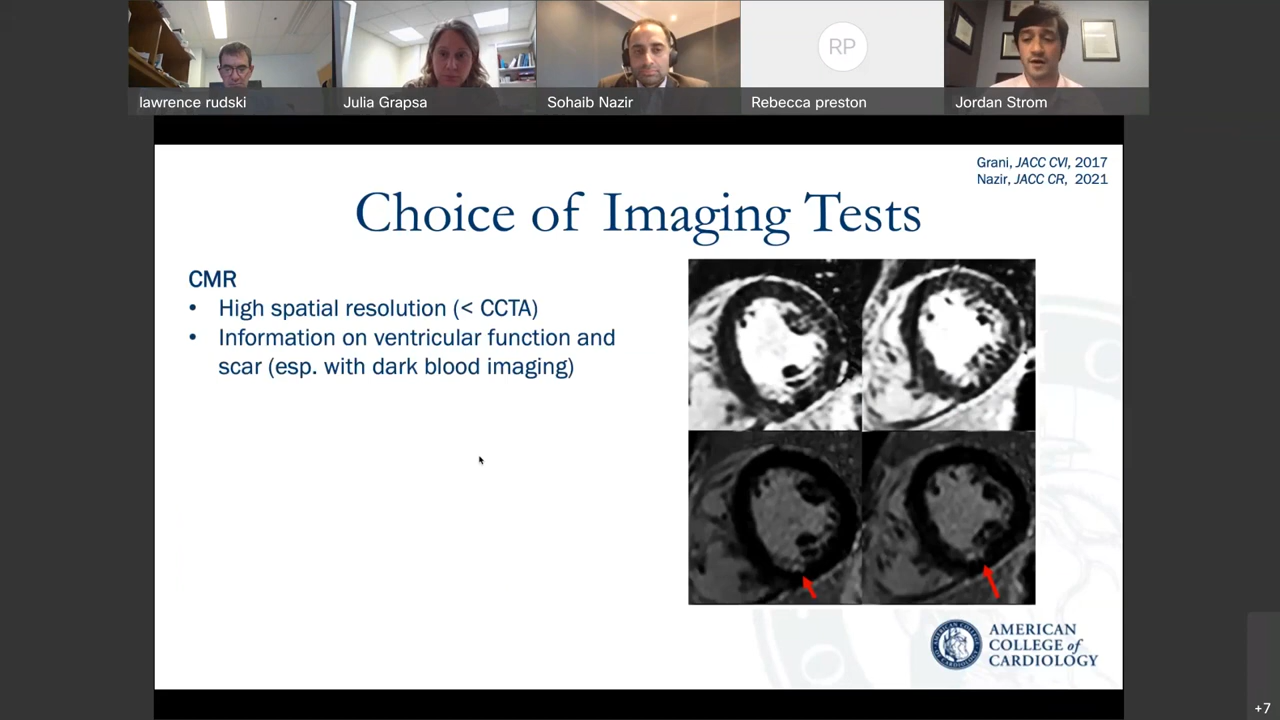 lawrence rudski
Julia Grapsa
Sohaib Nazir
RP
Rebecca preston
Jordan Strom
Grani, JACC CVI, 2017
Nazir, JACC CR, 2021
Choice of Imaging Tests
CMR
• High spatial resolution (< CCTA)
• Information on ventricular function and
scar (esp. with dark blood imaging)
AMERICAN
COLLEGE of
CARDIOLOGY
+7